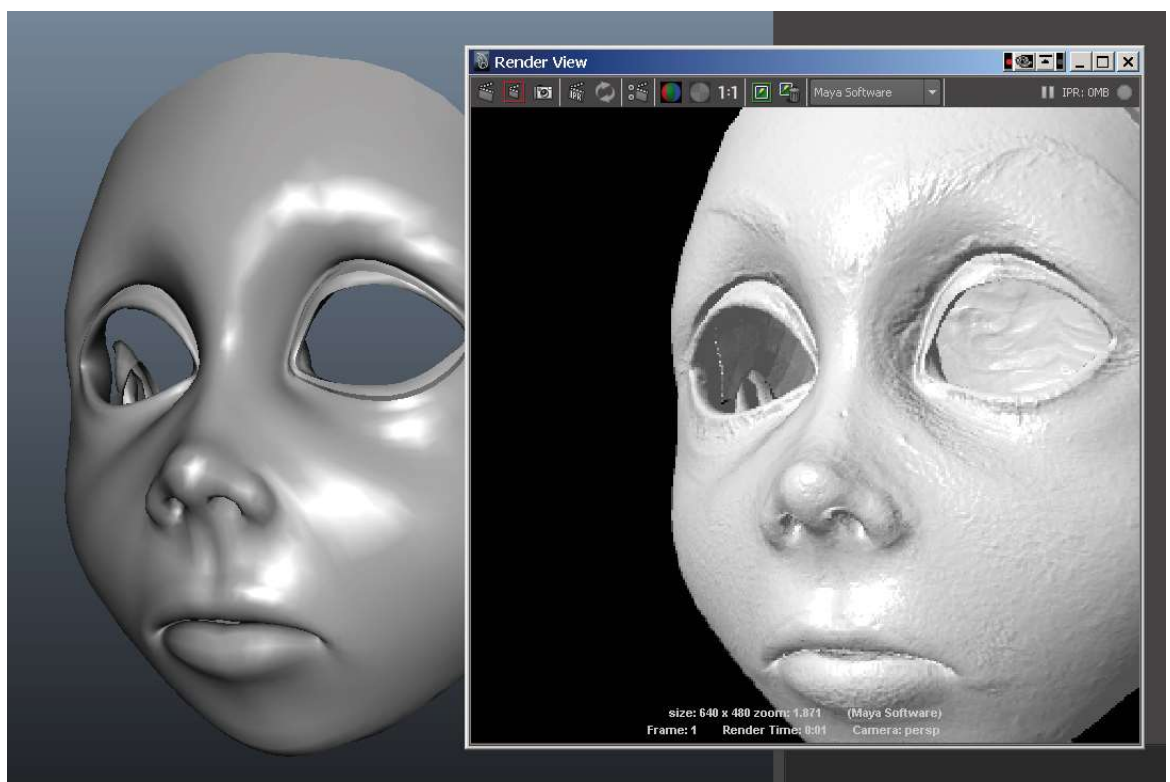 Render View
IPR 1:1 Maya Software IPR: 0MB
size: 640 x 480 zoom: 1.871 (Maya Software)
Frame: 1 Render Time: 0:01 Camera: persp